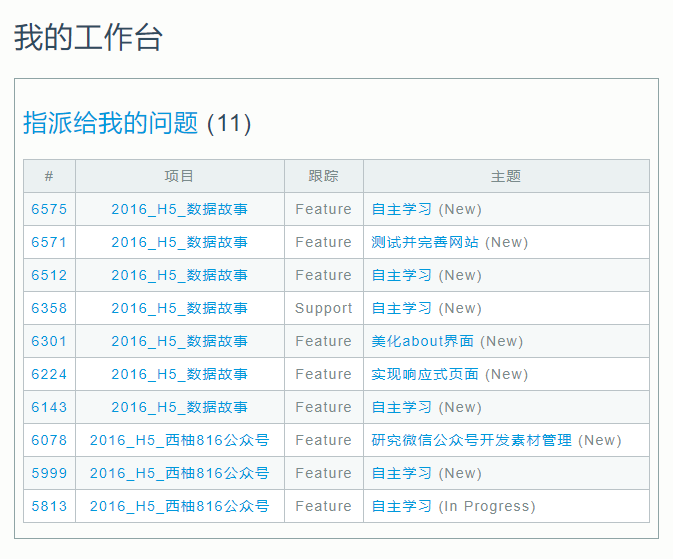 我的工作台
指派给我的问题 (11)
# 项目 跟踪 主题
6575 2016_H5_数据故事 Feature 自主学习 (New)
6571 2016_H5_数据故事 Feature 测试并完善网站 (New)
6512 2016_H5_数据故事 Feature 自主学习 (New)
6358 2016_H5_数据故事 Support 自主学习 (New)
6301 2016_H5_数据故事 Feature 美化about界面 (New)
6224 2016_H5_数据故事 Feature 实现响应式页面 (New)
6143 2016_H5_数据故事 Feature 自主学习 (New)
6078 2016_H5_西柚816公众号 Feature 研究微信公众号开发素材管理 (New)
5999 2016_H5_西柚816公众号 Feature 自主学习 (New)
5813 2016_H5_西柚816公众号 Feature 自主学习 (In Progress)